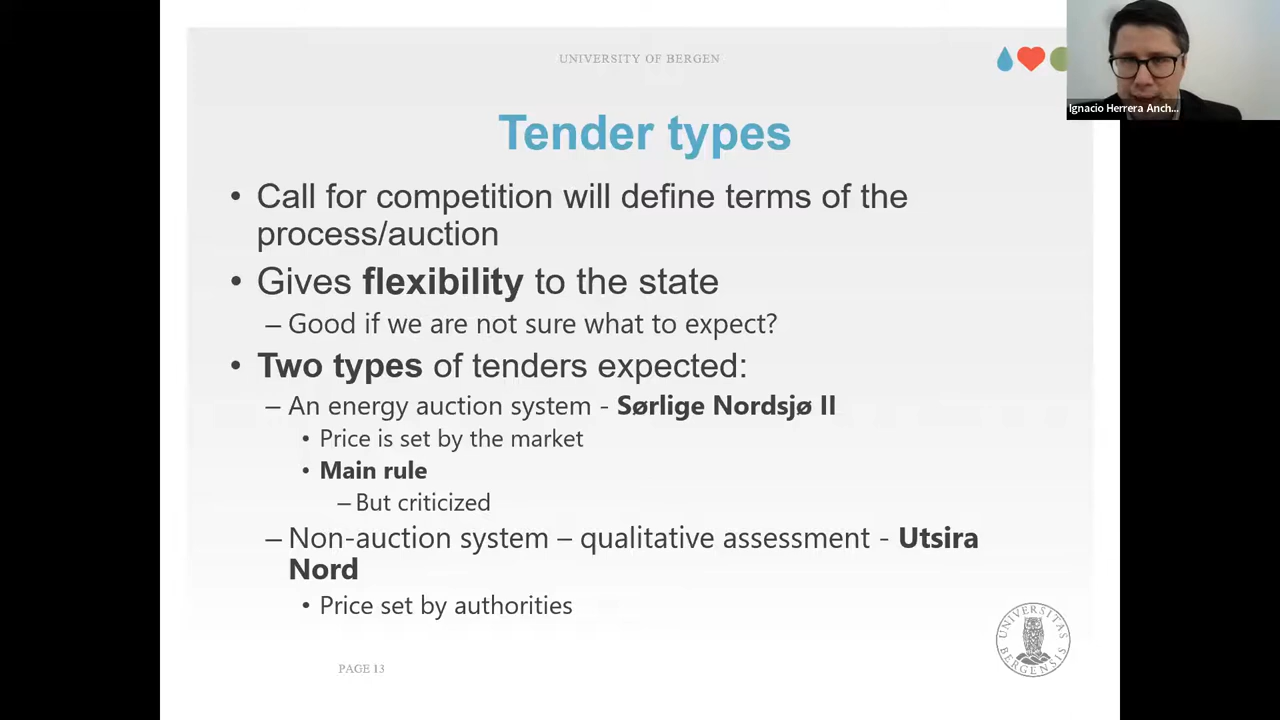 UNIVERSITY OF BERGEN
Ignacio Herrera Anch...
Tender types
• Call for competition will define terms of the
process/auction
• Gives flexibility to the state
– Good if we are not sure what to expect?
• Two types of tenders expected:
– An energy auction system - Sørlige Nordsjø II
• Price is set by the market
• Main rule
– But criticized
– Non-auction system – qualitative assessment - Utsira
Nord
• Price set by authorities
UNIVERSITAS
BERGENSIS
PAGE 13